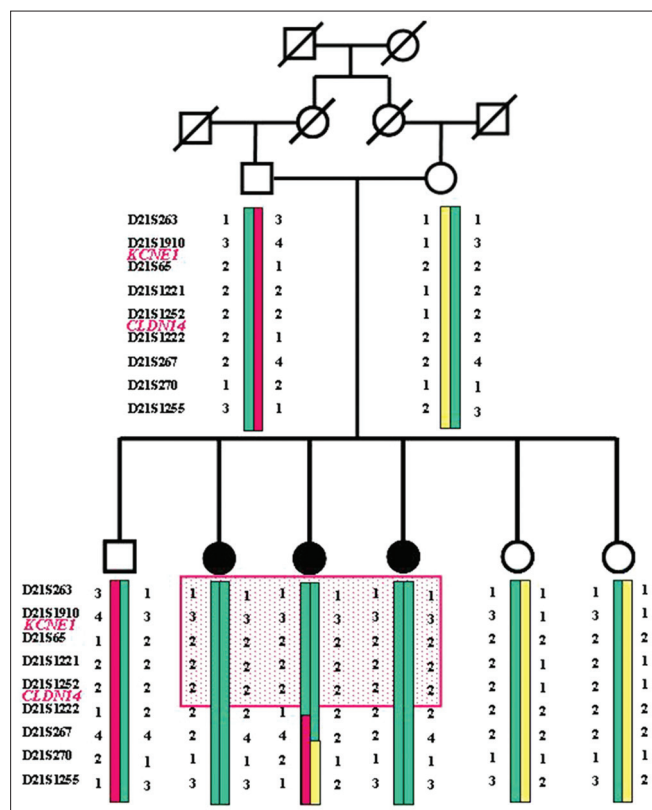 D21S263 1 3 1 1
D21S1910 3 4 1 3
KCNE1
D21S65 2 1 2 2
D21S1221 2 2 1 2
D21S1252 2 2 1 2
CLDN14
D21S1222 2 1 2 2
D21S267 2 4 2 4
D21S270 1 2 1 1
D21S1255 3 1 2 3
D21S263 3 1 1 1 1 1 1 1 1 1 1 1
D21S1910 4 3 3 3 3 3 3 3 3 1 3 1
KCNE1
D21S65 1 2 2 2 2 2 2 2 2 2 2 2
D21S1221 2 2 2 2 2 2 2 2 2 1 2 1
D21S1252 2 2 2 2 2 2 2 2 2 1 2 1
CLDN14
D21S1222 1 2 2 2 1 2 2 2 2 2 2 2
D21S267 4 4 2 4 4 2 2 4 2 2 2 2
D21S270 2 1 1 1 2 1 1 1 1 1 1 1
D21S1255 1 3 3 3 1 2 3 3 3 2 3 2